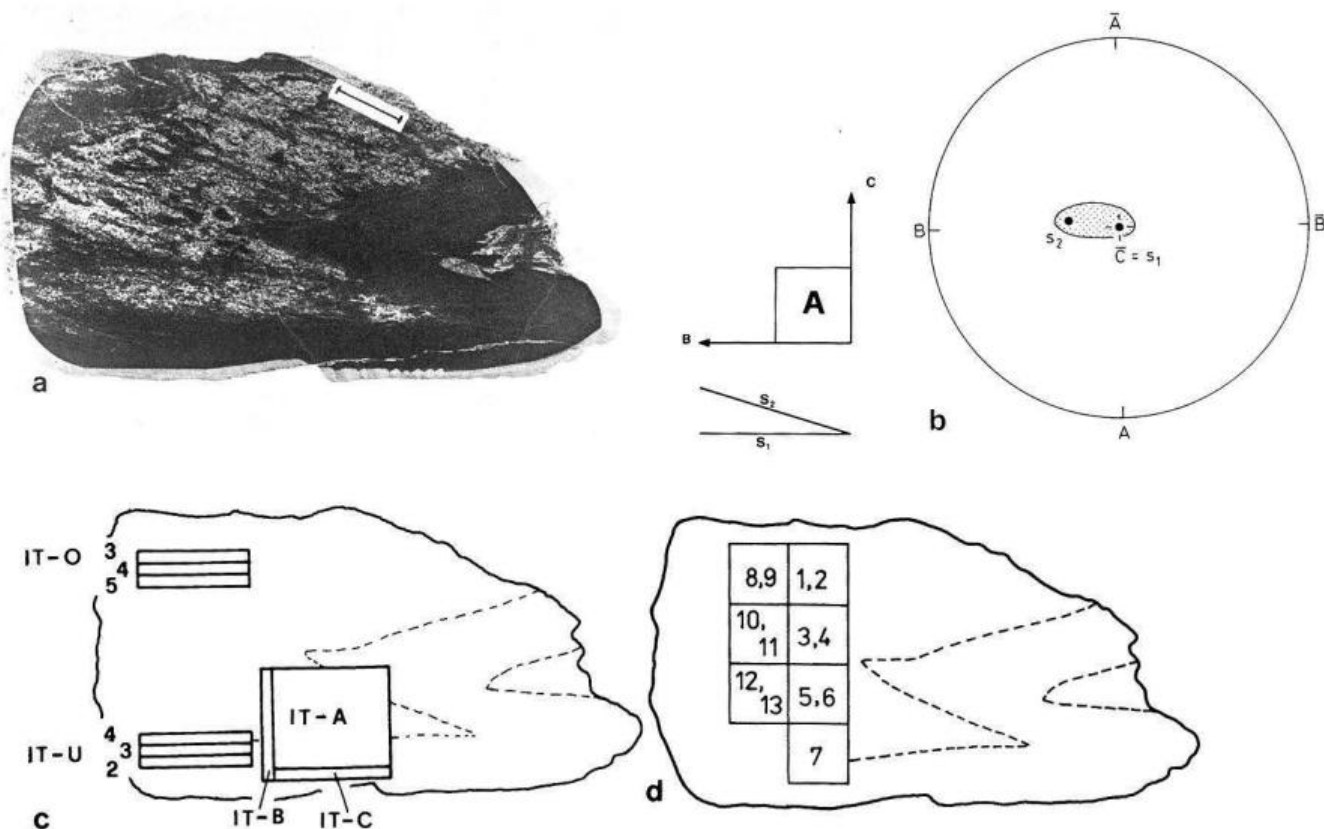 a
C
A
B
S₂
S₁
Ā
B
B̄
S₂
C̄ = S₁
A
b
IT-O
3
4
5
IT-A
IT-U
4
3
2
IT-B
IT-C
c
8,9
1,2
10,
11
3,4
12,
13
5,6
7
d